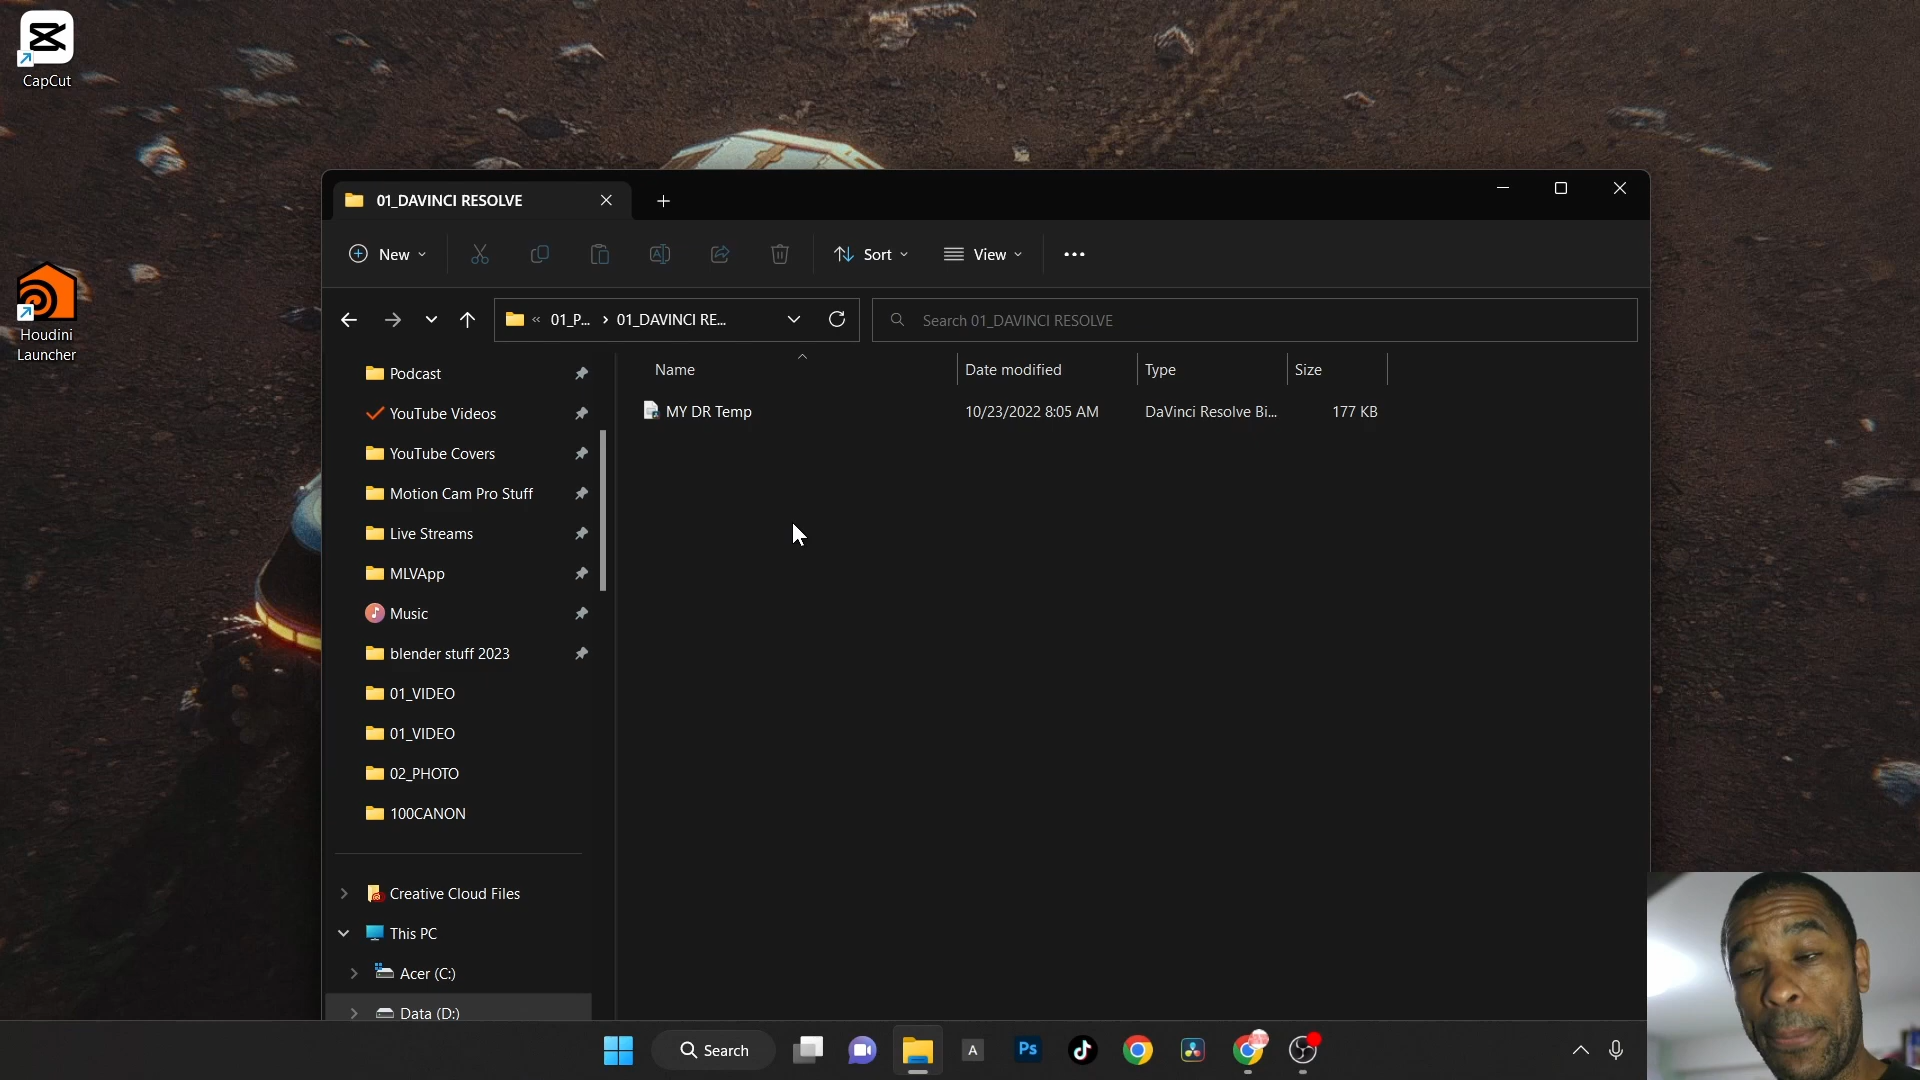 CapCut
Houdini
Launcher
01_DAVINCI RESOLVE
New
Sort
View
01_P...
01_DAVINCI RE...
Search 01_DAVINCI RESOLVE
Name
Date modified
Type
Size
MY DR Temp
10/23/2022 8:05 AM
DaVinci Resolve Bi...
177 KB
Podcast
YouTube Videos
YouTube Covers
Motion Cam Pro Stuff
Live Streams
MLVApp
Music
blender stuff 2023
01_VIDEO
01_VIDEO
02_PHOTO
100CANON
Creative Cloud Files
This PC
Acer (C:)
Data (D:)
Search
A
Ps